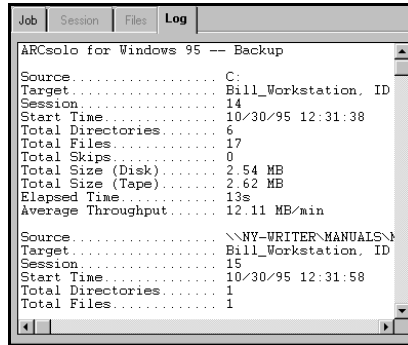 Job Session Files Log
ARCsolo for Windows 95 -- Backup
Source................. C:
Target................. Bill_Workstation, ID
Session................ 14
Start Time............. 10/30/95 12:31:38
Total Directories...... 6
Total Files............ 17
Total Skips............ 0
Total Size (Disk)...... 2.54 MB
Total Size (Tape)...... 2.62 MB
Elapsed Time........... 13s
Average Throughput..... 12.11 MB/min
Source................. \\NY-WRITER\MANUALS\M
Target................. Bill_Workstation, ID
Session................ 15
Start Time............. 10/30/95 12:31:58
Total Directories...... 1
Total Files............ 1